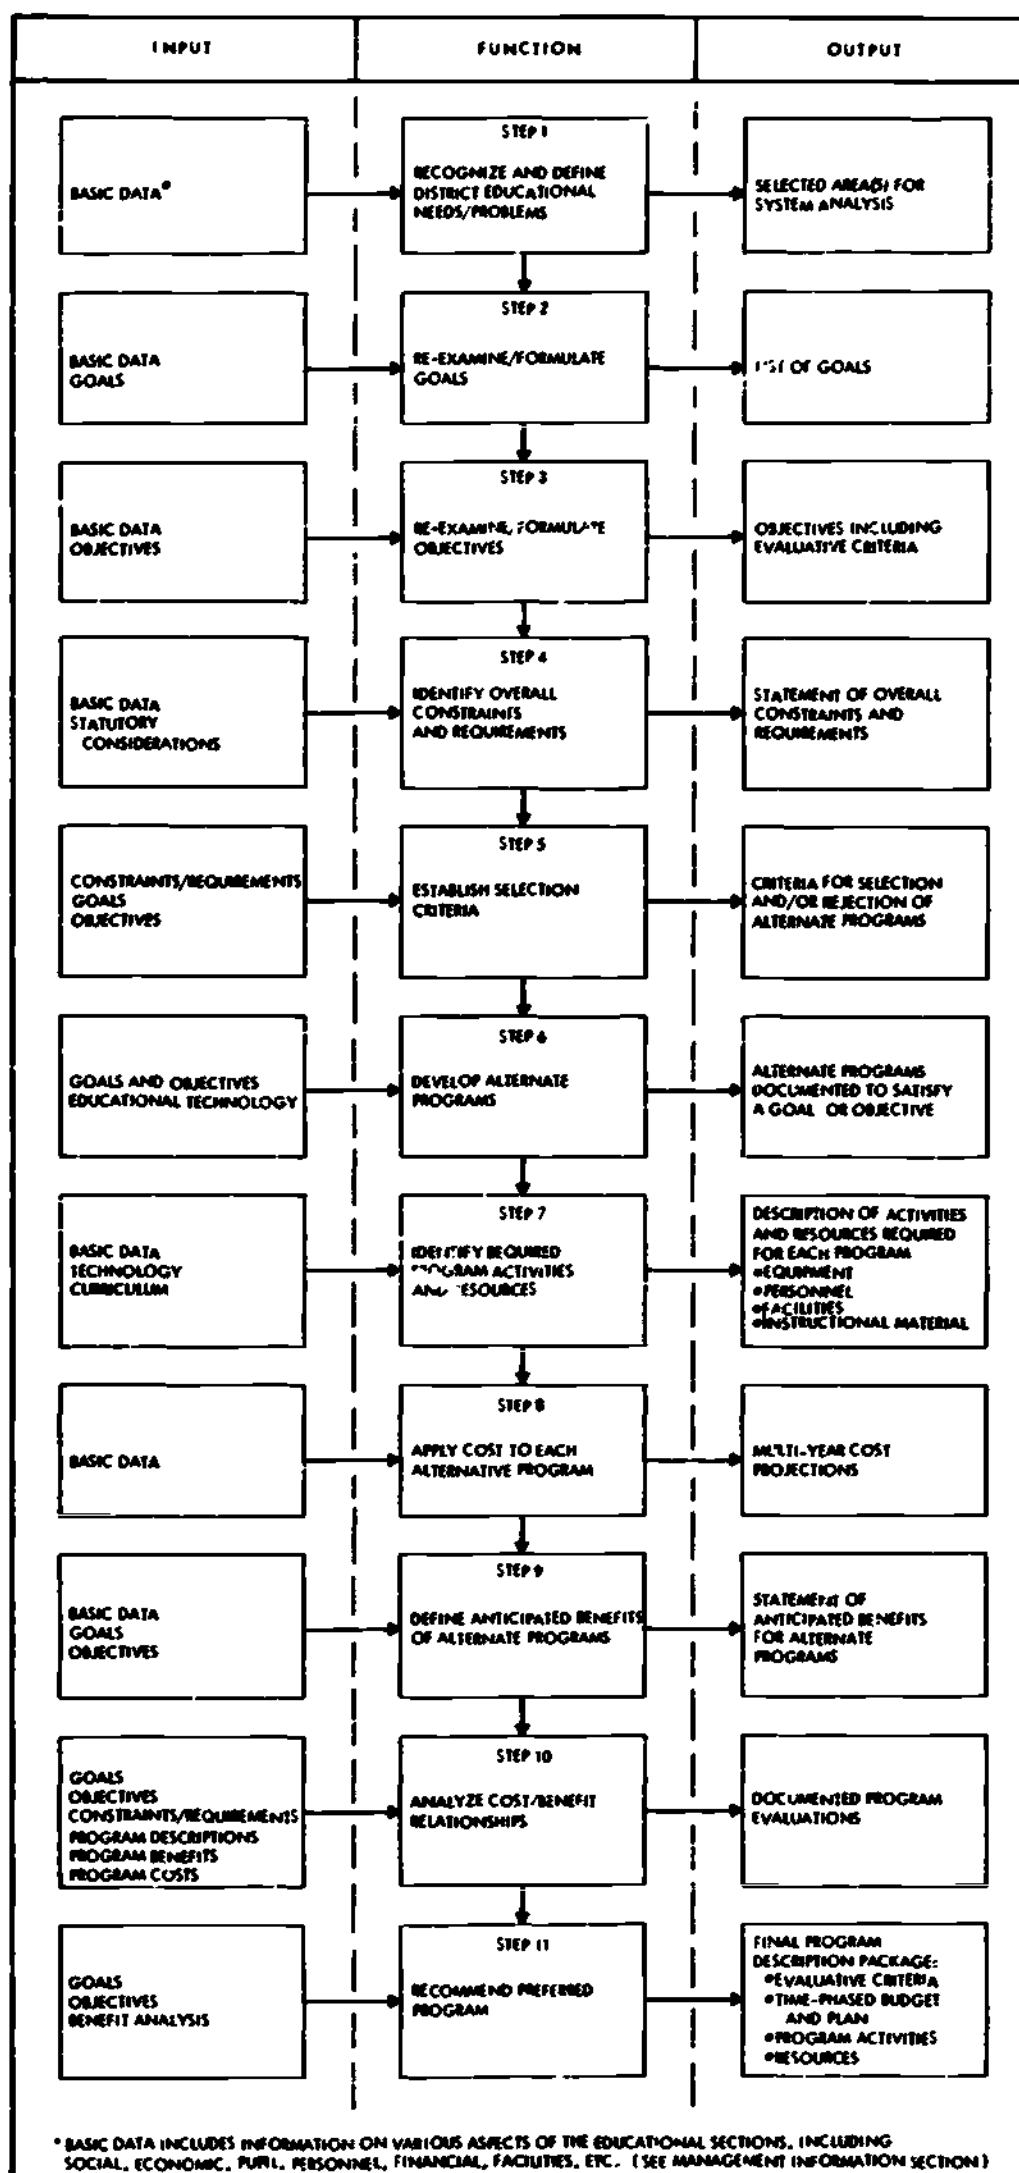 INPUT
FUNCTION
OUTPUT
BASIC DATA*
STEP 1
RECOGNIZE AND DEFINE
DISTRICT EDUCATIONAL
NEEDS/PROBLEMS
SELECTED AREA(S) FOR
SYSTEM ANALYSIS
BASIC DATA
GOALS
STEP 2
RE-EXAMINE/FORMULATE
GOALS
LIST OF GOALS
BASIC DATA
OBJECTIVES
STEP 3
RE-EXAMINE/FORMULATE
OBJECTIVES
OBJECTIVES INCLUDING
EVALUATIVE CRITERIA
BASIC DATA
STATUTORY
CONSIDERATIONS
STEP 4
IDENTIFY OVERALL
CONSTRAINTS
AND REQUIREMENTS
STATEMENT OF OVERALL
CONSTRAINTS AND
REQUIREMENTS
CONSTRAINTS/REQUIREMENTS
GOALS
OBJECTIVES
STEP 5
ESTABLISH SELECTION
CRITERIA
CRITERIA FOR SELECTION
AND/OR REJECTION OF
ALTERNATE PROGRAMS
GOALS AND OBJECTIVES
EDUCATIONAL TECHNOLOGY
STEP 6
DEVELOP ALTERNATE
PROGRAMS
ALTERNATE PROGRAMS
DOCUMENTED TO SATISFY
A GOAL OR OBJECTIVE
BASIC DATA
TECHNOLOGY
CURRICULUM
STEP 7
IDENTIFY REQUIRED
PROGRAM ACTIVITIES
AND RESOURCES
DESCRIPTION OF ACTIVITIES
AND RESOURCES REQUIRED
FOR EACH PROGRAM
•EQUIPMENT
•PERSONNEL
•FACILITIES
•INSTRUCTIONAL MATERIAL
BASIC DATA
STEP 8
APPLY COST TO EACH
ALTERNATIVE PROGRAM
MULTI-YEAR COST
PROJECTIONS
BASIC DATA
GOALS
OBJECTIVES
STEP 9
DEFINE ANTICIPATED BENEFITS
OF ALTERNATE PROGRAMS
STATEMENT OF
ANTICIPATED BENEFITS
FOR ALTERNATE
PROGRAMS
GOALS
OBJECTIVES
CONSTRAINTS/REQUIREMENTS
PROGRAM DESCRIPTIONS
PROGRAM BENEFITS
PROGRAM COSTS
STEP 10
ANALYZE COST/BENEFIT
RELATIONSHIPS
DOCUMENTED PROGRAM
EVALUATIONS
GOALS
OBJECTIVES
BENEFIT ANALYSIS
STEP 11
RECOMMEND PREFERRED
PROGRAM
FINAL PROGRAM
DESCRIPTION PACKAGE:
•EVALUATIVE CRITERIA
•TIME-PHASED BUDGET
AND PLAN
•PROGRAM ACTIVITIES
•RESOURCES
* BASIC DATA INCLUDES INFORMATION ON VARIOUS ASPECTS OF THE EDUCATIONAL SECTIONS, INCLUDING
SOCIAL, ECONOMIC, PUPIL, PERSONNEL, FINANCIAL, FACILITIES, ETC. (SEE MANAGEMENT INFORMATION SECTION)